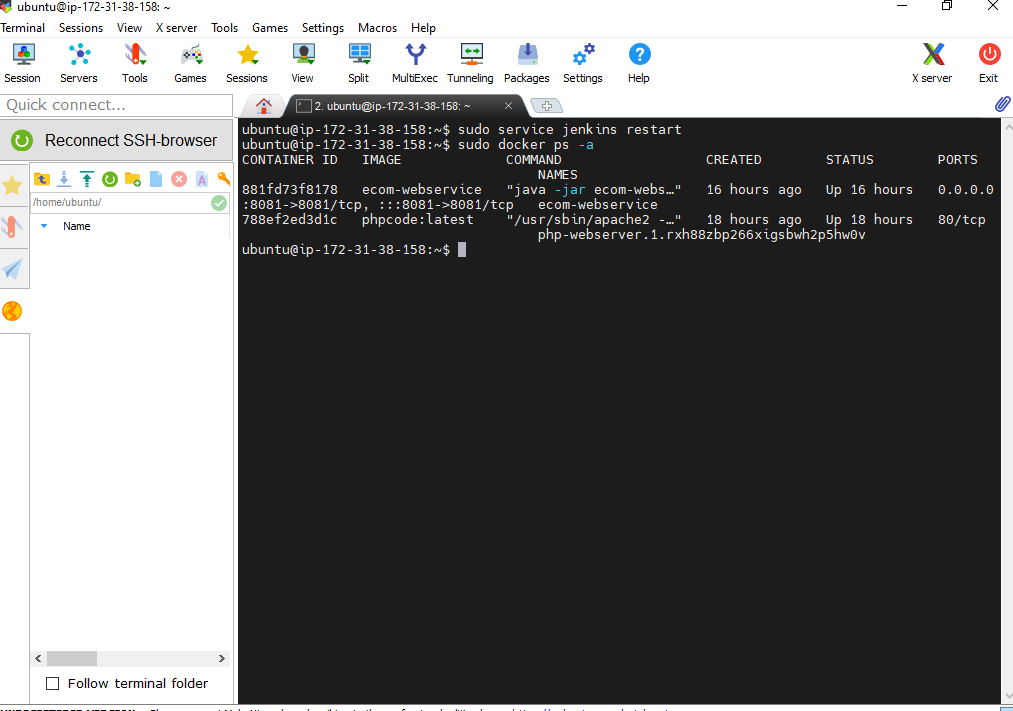 ubuntu@ip-172-31-38-158: ~
Terminal Sessions View X server Tools Games Settings Macros Help
Session Servers Tools Games Sessions View Split MultiExec Tunneling Packages Settings Help X server Exit
Quick connect...
2. ubuntu@ip-172-31-38-158: ~
Reconnect SSH-browser
/home/ubuntu/
Name
Follow terminal folder
ubuntu@ip-172-31-38-158:~$ sudo service jenkins restart
ubuntu@ip-172-31-38-158:~$ sudo docker ps -a
CONTAINER ID IMAGE COMMAND CREATED STATUS PORTS
NAMES
881fd73f8178 ecom-webservice "java -jar ecom-webs…" 16 hours ago Up 16 hours 0.0.0.0
:8081->8081/tcp, :::8081->8081/tcp ecom-webservice
788ef2ed3d1c phpcode:latest "/usr/sbin/apache2 -…" 18 hours ago Up 18 hours 80/tcp
php-webserver.1.rxh88zbp266xigsbwh2p5hw0v
ubuntu@ip-172-31-38-158:~$